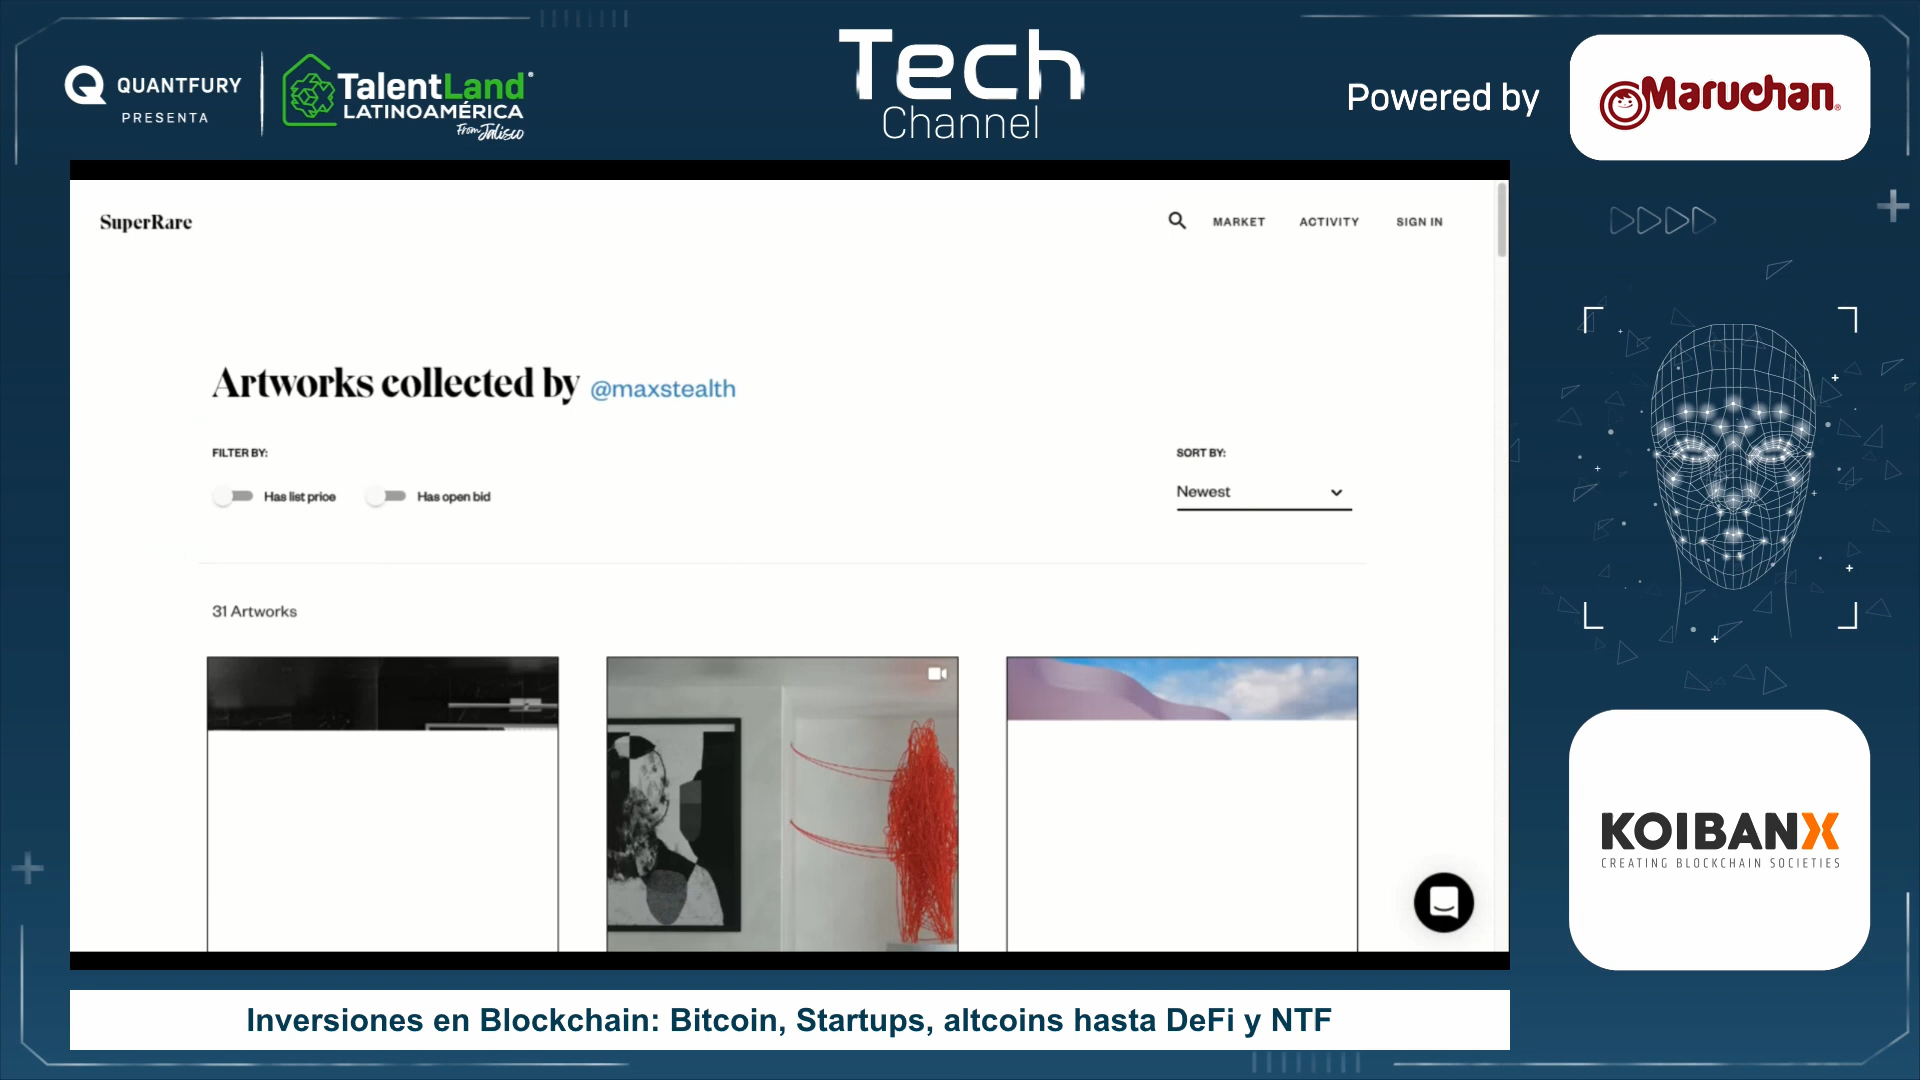 QUANTFURY
PRESENTA
TalentLand
LATINOAMÉRICA
From Jalisco
Tech
Channel
Powered by
Maruchan
SuperRare
MARKET
ACTIVITY
SIGN IN
Artworks collected by @maxstealth
FILTER BY:
SORT BY:
Has list price
Has open bid
Newest
31 Artworks
KOIBANX
CREATING BLOCKCHAIN SOCIETIES
Inversiones en Blockchain: Bitcoin, Startups, altcoins hasta DeFi y NTF